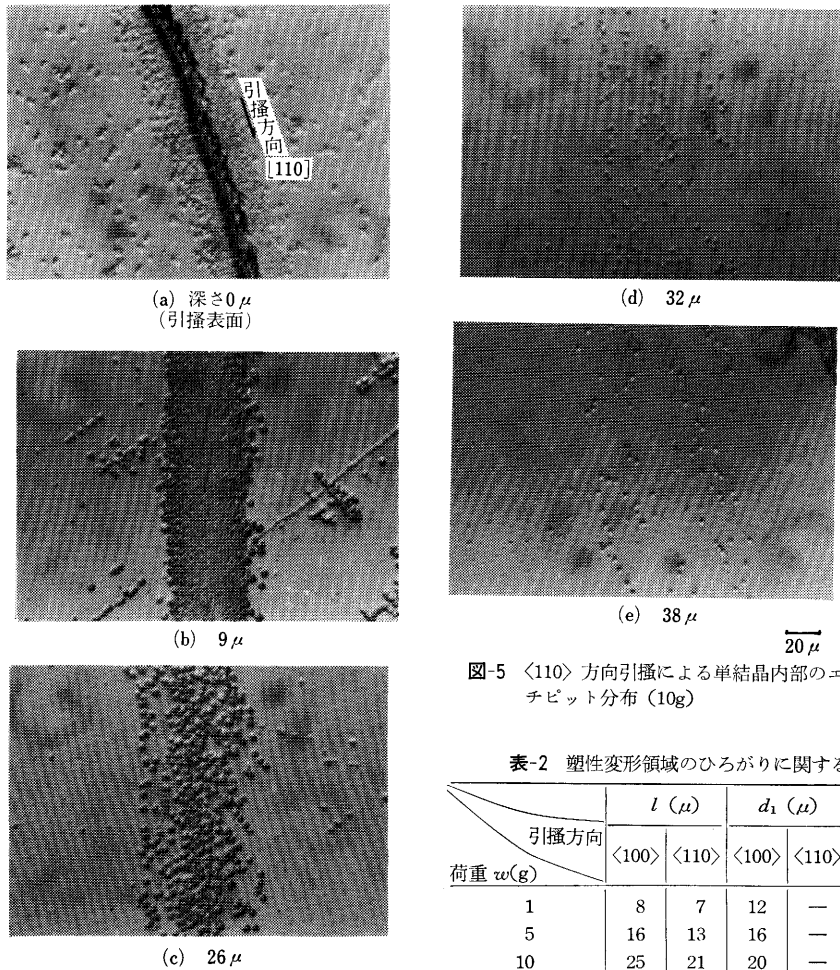 引掻方向
[110]
(a) 深さ0 μ
(引掻表面)
(b) 9 μ
(c) 26 μ
(d) 32 μ
(e) 38 μ
20 μ
図-5 〈110〉 方向引掻による単結晶内部のエ
チピット分布 (10g)
表-2 塑性変形領域のひろがりに関する
l (μ) d₁ (μ)
引掻方向
〈100〉 〈110〉 〈100〉 〈110〉
荷重 w(g)
1 8 7 12 —
5 16 13 16 —
10 25 21 20 —